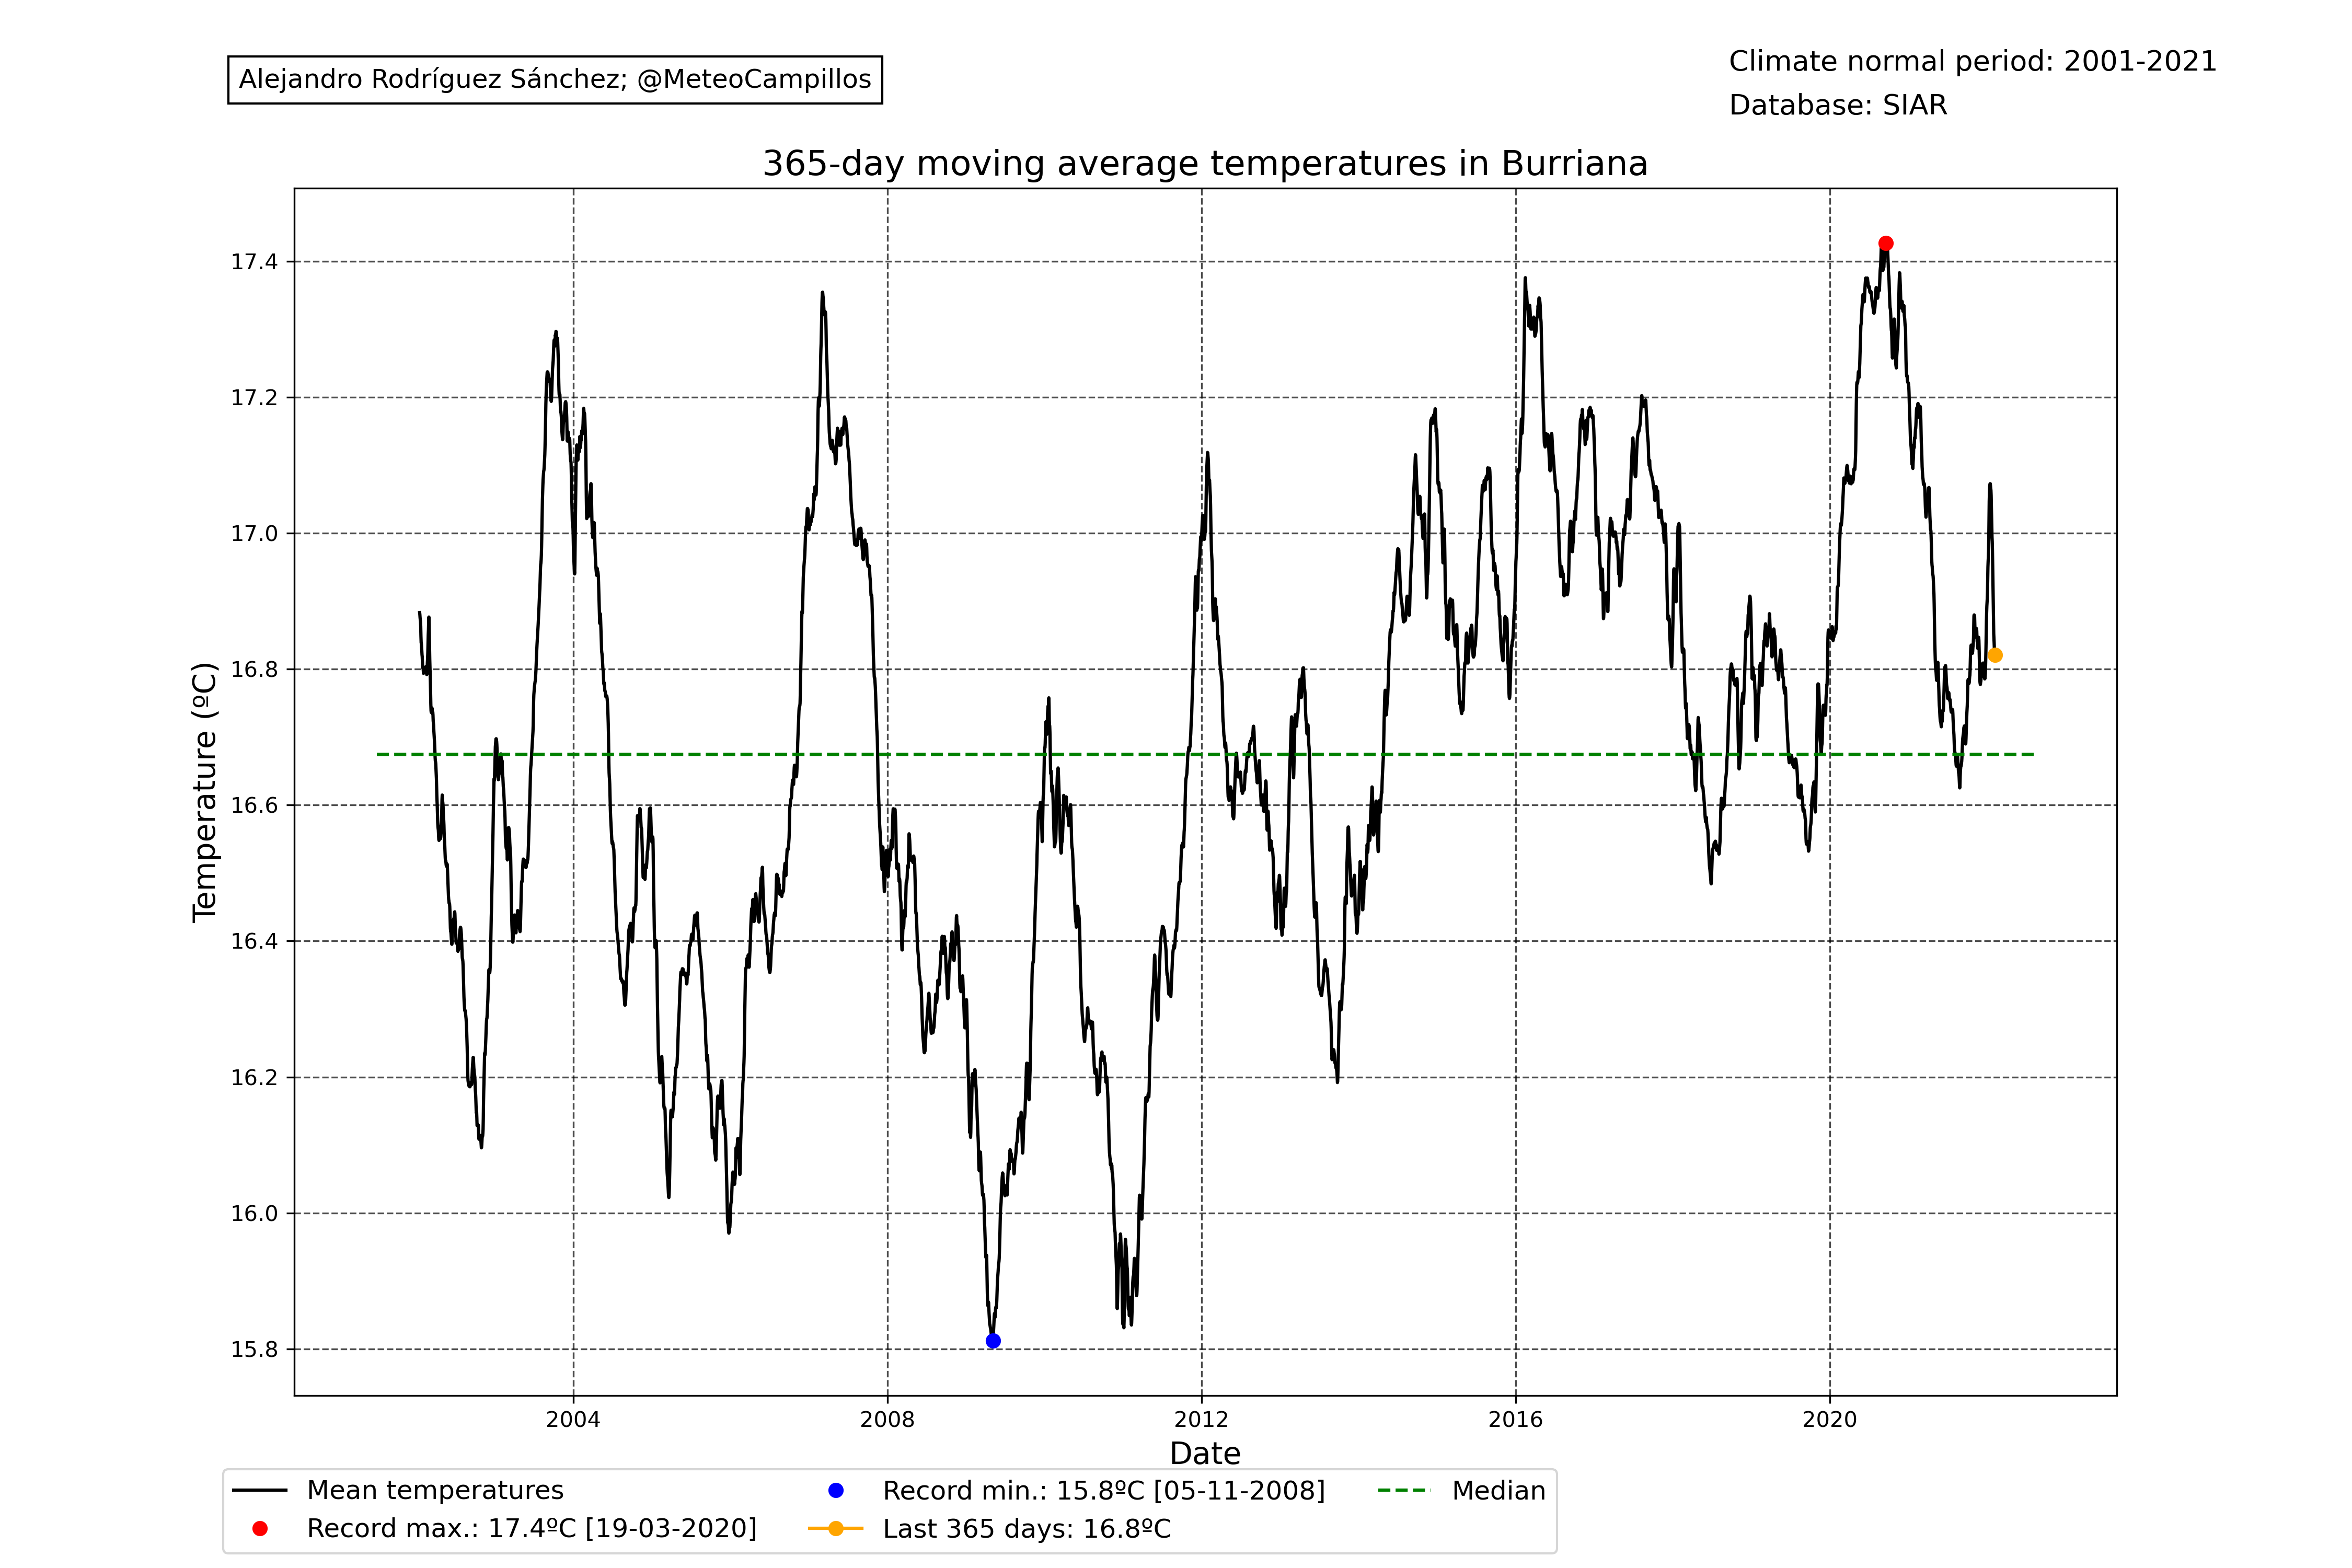 Alejandro Rodríguez Sánchez; @MeteoCampillos
Climate normal period: 2001-2021
Database: SIAR
365-day moving average temperatures in Burriana
Temperature (ºC)
17.4
17.2
17.0
16.8
16.6
16.4
16.2
16.0
15.8
2004 2008 2012 2016 2020
Date
Mean temperatures
Record max.: 17.4ºC [19-03-2020]
Record min.: 15.8ºC [05-11-2008]
Last 365 days: 16.8ºC
Median